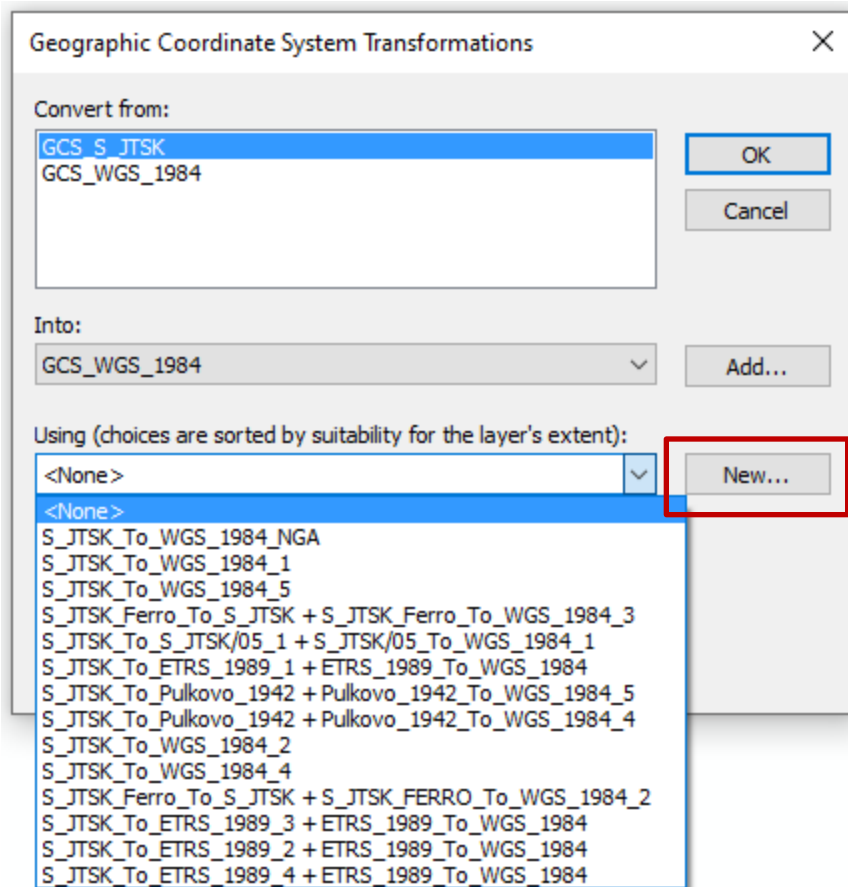 Geographic Coordinate System Transformations
Convert from:
GCS_S_JTSK
GCS_WGS_1984
OK
Cancel
Into:
GCS_WGS_1984
Add...
Using (choices are sorted by suitability for the layer's extent):
<None>
New...
<None>
S_JTSK_To_WGS_1984_NGA
S_JTSK_To_WGS_1984_1
S_JTSK_To_WGS_1984_5
S_JTSK_Ferro_To_S_JTSK + S_JTSK_Ferro_To_WGS_1984_3
S_JTSK_To_S_JTSK/05_1 + S_JTSK/05_To_WGS_1984_1
S_JTSK_To_ETRS_1989_1 + ETRS_1989_To_WGS_1984
S_JTSK_To_Pulkovo_1942 + Pulkovo_1942_To_WGS_1984_5
S_JTSK_To_Pulkovo_1942 + Pulkovo_1942_To_WGS_1984_4
S_JTSK_To_WGS_1984_2
S_JTSK_To_WGS_1984_4
S_JTSK_Ferro_To_S_JTSK + S_JTSK_FERRO_To_WGS_1984_2
S_JTSK_To_ETRS_1989_3 + ETRS_1989_To_WGS_1984
S_JTSK_To_ETRS_1989_2 + ETRS_1989_To_WGS_1984
S_JTSK_To_ETRS_1989_4 + ETRS_1989_To_WGS_1984